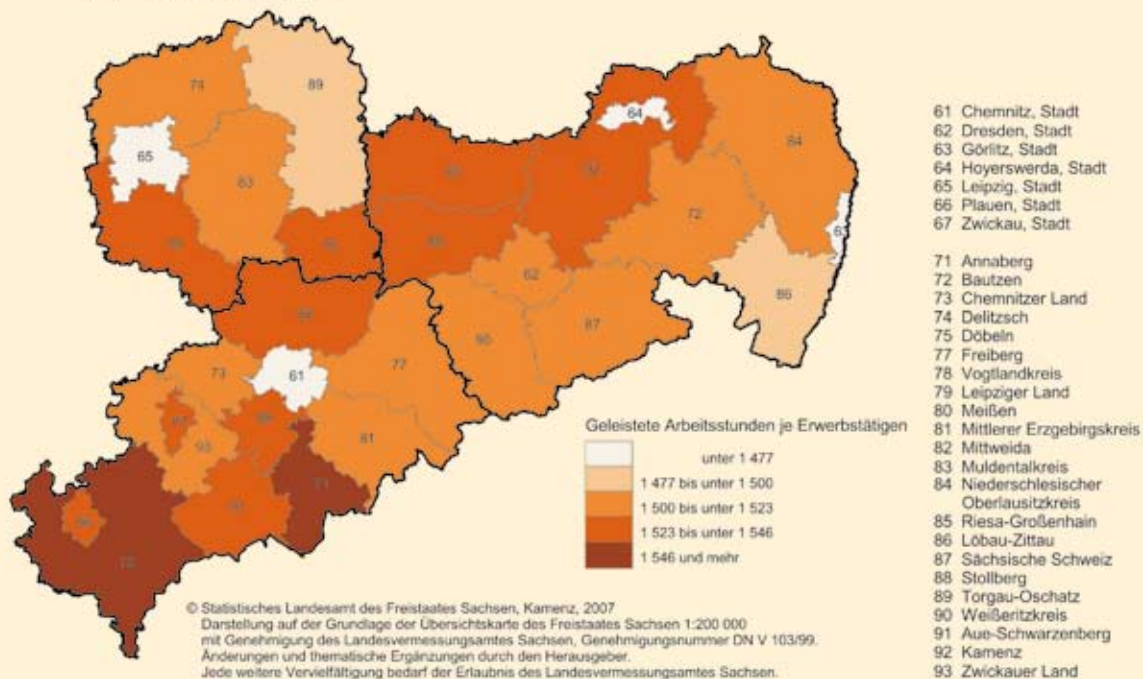 74
89
64
84
65
83
72
63
62
86
87
90
61
77
73
81
93
71
Geleistete Arbeitsstunden je Erwerbstätigen
unter 1 477
1 477 bis unter 1 500
1 500 bis unter 1 523
1 523 bis unter 1 546
1 546 und mehr
© Statistisches Landesamt des Freistaates Sachsen, Kamenz, 2007
Darstellung auf der Grundlage der Übersichtskarte des Freistaates Sachsen 1:200 000
mit Genehmigung des Landesvermessungsamtes Sachsen, Genehmigungsnummer DN V 103/99.
Änderungen und thematische Ergänzungen durch den Herausgeber.
Jede weitere Vervielfältigung bedarf der Erlaubnis des Landesvermessungsamtes Sachsen.
61 Chemnitz, Stadt
62 Dresden, Stadt
63 Görlitz, Stadt
64 Hoyerswerda, Stadt
65 Leipzig, Stadt
66 Plauen, Stadt
67 Zwickau, Stadt
71 Annaberg
72 Bautzen
73 Chemnitzer Land
74 Delitzsch
75 Döbeln
77 Freiberg
78 Vogtlandkreis
79 Leipziger Land
80 Meißen
81 Mittlerer Erzgebirgskreis
82 Mittweida
83 Muldentalkreis
84 Niederschlesischer
Oberlausitzkreis
85 Riesa-Großenhain
86 Löbau-Zittau
87 Sächsische Schweiz
88 Stollberg
89 Torgau-Oschatz
90 Weißeritzkreis
91 Aue-Schwarzenberg
92 Kamenz
93 Zwickauer Land